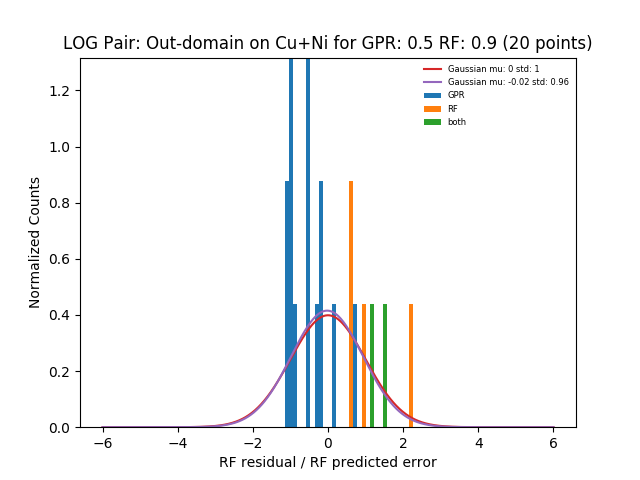 LOG Pair: Out-domain on Cu+Ni for GPR: 0.5 RF: 0.9 (20 points)
Gaussian mu: 0 std: 1
Gaussian mu: -0.02 std: 0.96
GPR
RF
both
Normalized Counts
1.2
1.0
0.8
0.6
0.4
0.2
0.0
−6
−4
−2
0
2
4
6
RF residual / RF predicted error